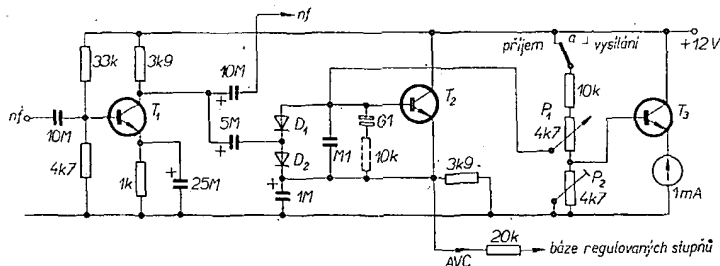 nf
příjem
a
vysílání
+12V
33k
3k9
10M
10k
T1
T2
P1
4k7
T3
nf
10M
5M
D1
G1
D2
M1
10k
4k7
1k
25M
1M
3k9
P2
4k7
1mA
20k
AVC
báze regulovaných stupňů